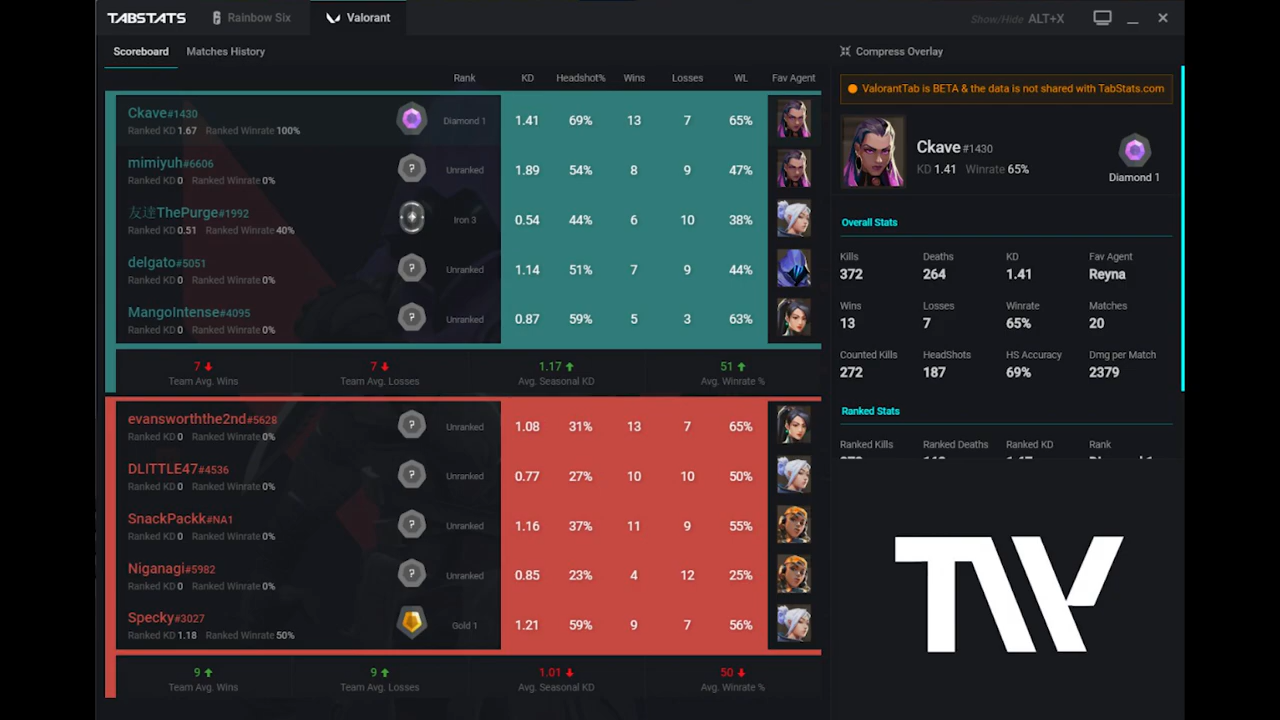 TABSTATS Rainbow Six Valorant Show/Hide ALT+X
Scoreboard Matches History
Rank KD Headshot% Wins Losses WL Fav Agent
Ckave#1430
Diamond 1 1.41 69% 13 7 65%
Ranked KD 1.67 Ranked Winrate 100%
mimiyuh#6606
Unranked 1.89 54% 8 9 47%
Ranked KD 0 Ranked Winrate 0%
友達ThePurge#1992
Iron 3 0.54 44% 6 10 38%
Ranked KD 0.51 Ranked Winrate 40%
delgato#5051
Unranked 1.14 51% 7 9 44%
Ranked KD 0 Ranked Winrate 0%
MangoIntense#4095
Unranked 0.87 59% 5 3 63%
Ranked KD 0 Ranked Winrate 0%
7 7 1.17 51
Team Avg. Wins Team Avg. Losses Avg. Seasonal KD Avg. Winrate %
evansworththe2nd#5628
Unranked 1.08 31% 13 7 65%
Ranked KD 0 Ranked Winrate 0%
DLITTLE47#4536
Unranked 0.77 27% 10 10 50%
Ranked KD 0 Ranked Winrate 0%
SnackPackk#NA1
Unranked 1.16 37% 11 9 55%
Ranked KD 0 Ranked Winrate 0%
Niganagi#5982
Unranked 0.85 23% 4 12 25%
Ranked KD 0 Ranked Winrate 0%
Specky#3027
Gold 1 1.21 59% 9 7 56%
Ranked KD 1.18 Ranked Winrate 50%
9 9 1.01 50
Team Avg. Wins Team Avg. Losses Avg. Seasonal KD Avg. Winrate %
Compress Overlay
ValorantTab is BETA & the data is not shared with TabStats.com
Ckave#1430
KD 1.41 Winrate 65%
Diamond 1
Overall Stats
Kills Deaths KD Fav Agent
372 264 1.41 Reyna
Wins Losses Winrate Matches
13 7 65% 20
Counted Kills HeadShots HS Accuracy Dmg per Match
272 187 69% 2379
Ranked Stats
Ranked Kills Ranked Deaths Ranked KD Rank